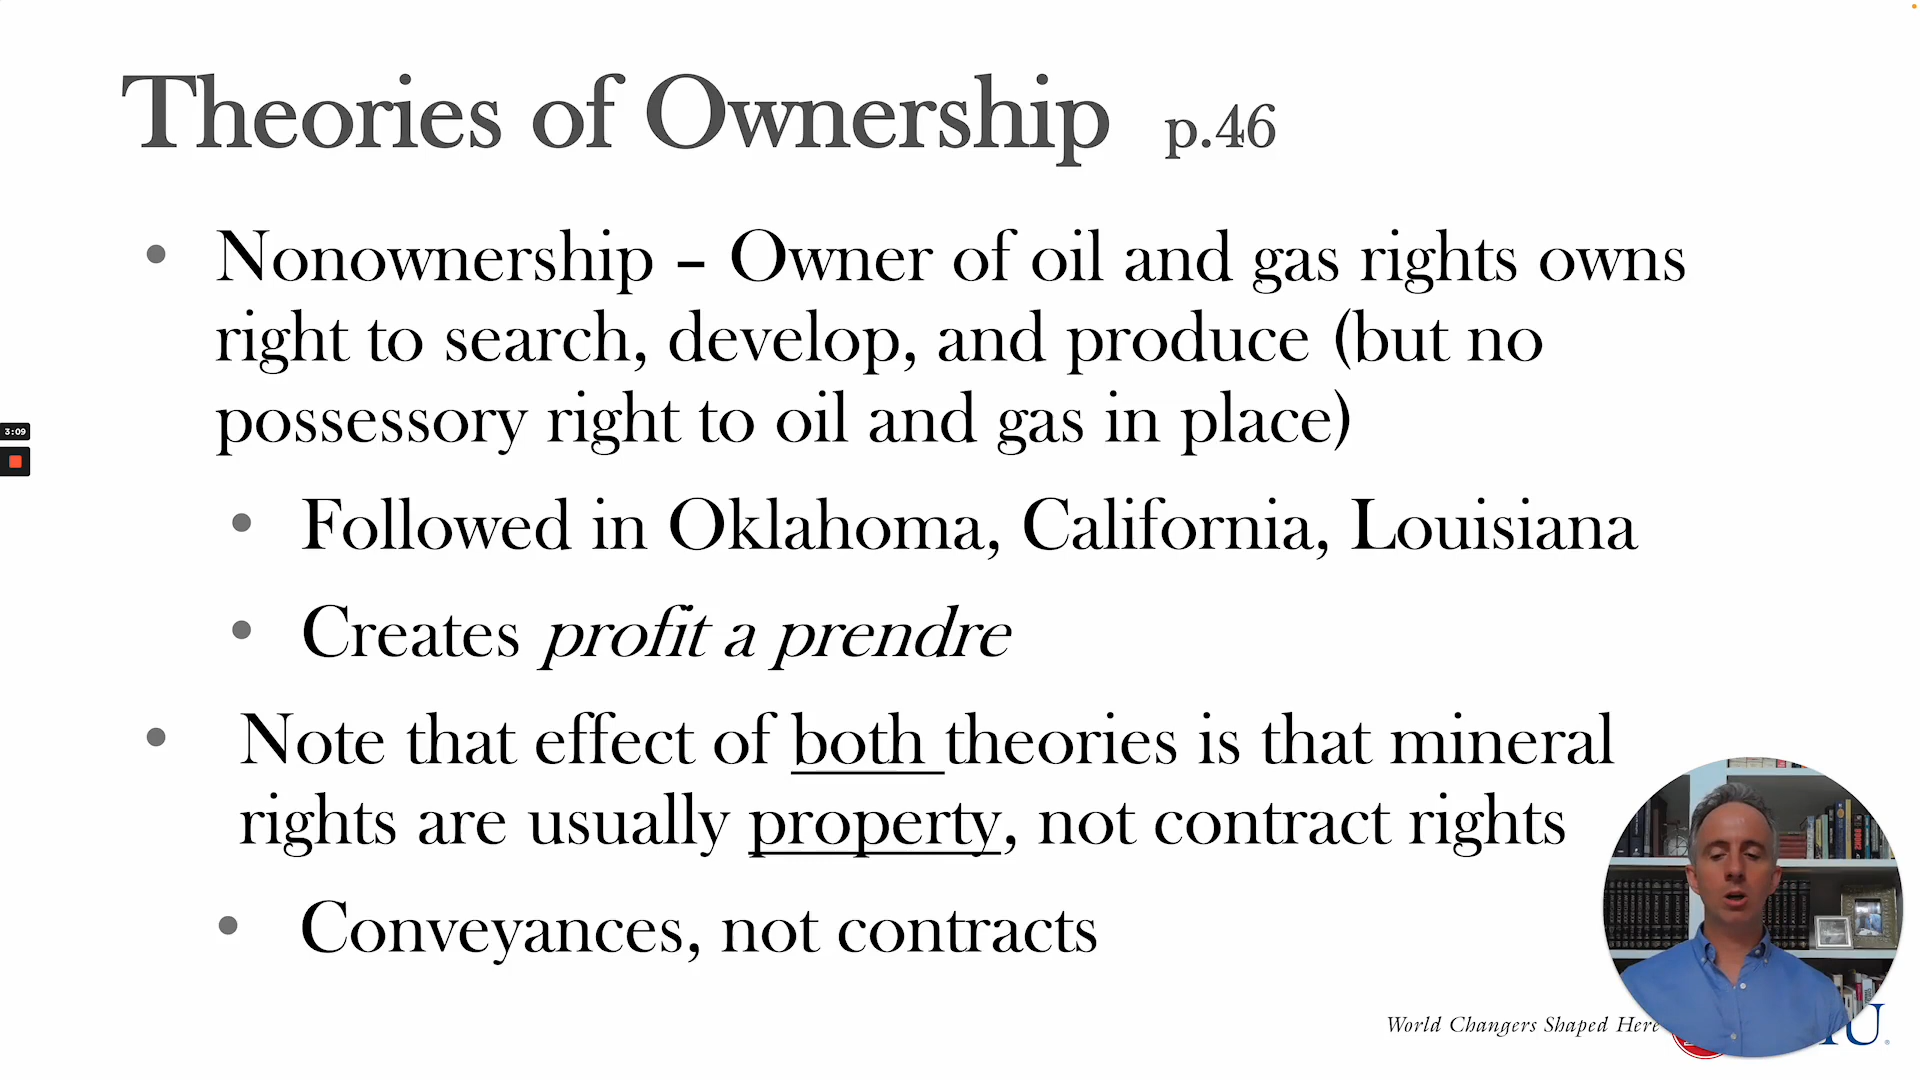 Theories of Ownership p.46
• Nonownership – Owner of oil and gas rights owns
right to search, develop, and produce (but no
possessory right to oil and gas in place)
• Followed in Oklahoma, California, Louisiana
• Creates profit a prendre
• Note that effect of both theories is that mineral
rights are usually property, not contract rights
• Conveyances, not contracts
3:09
World Changers Shaped Here